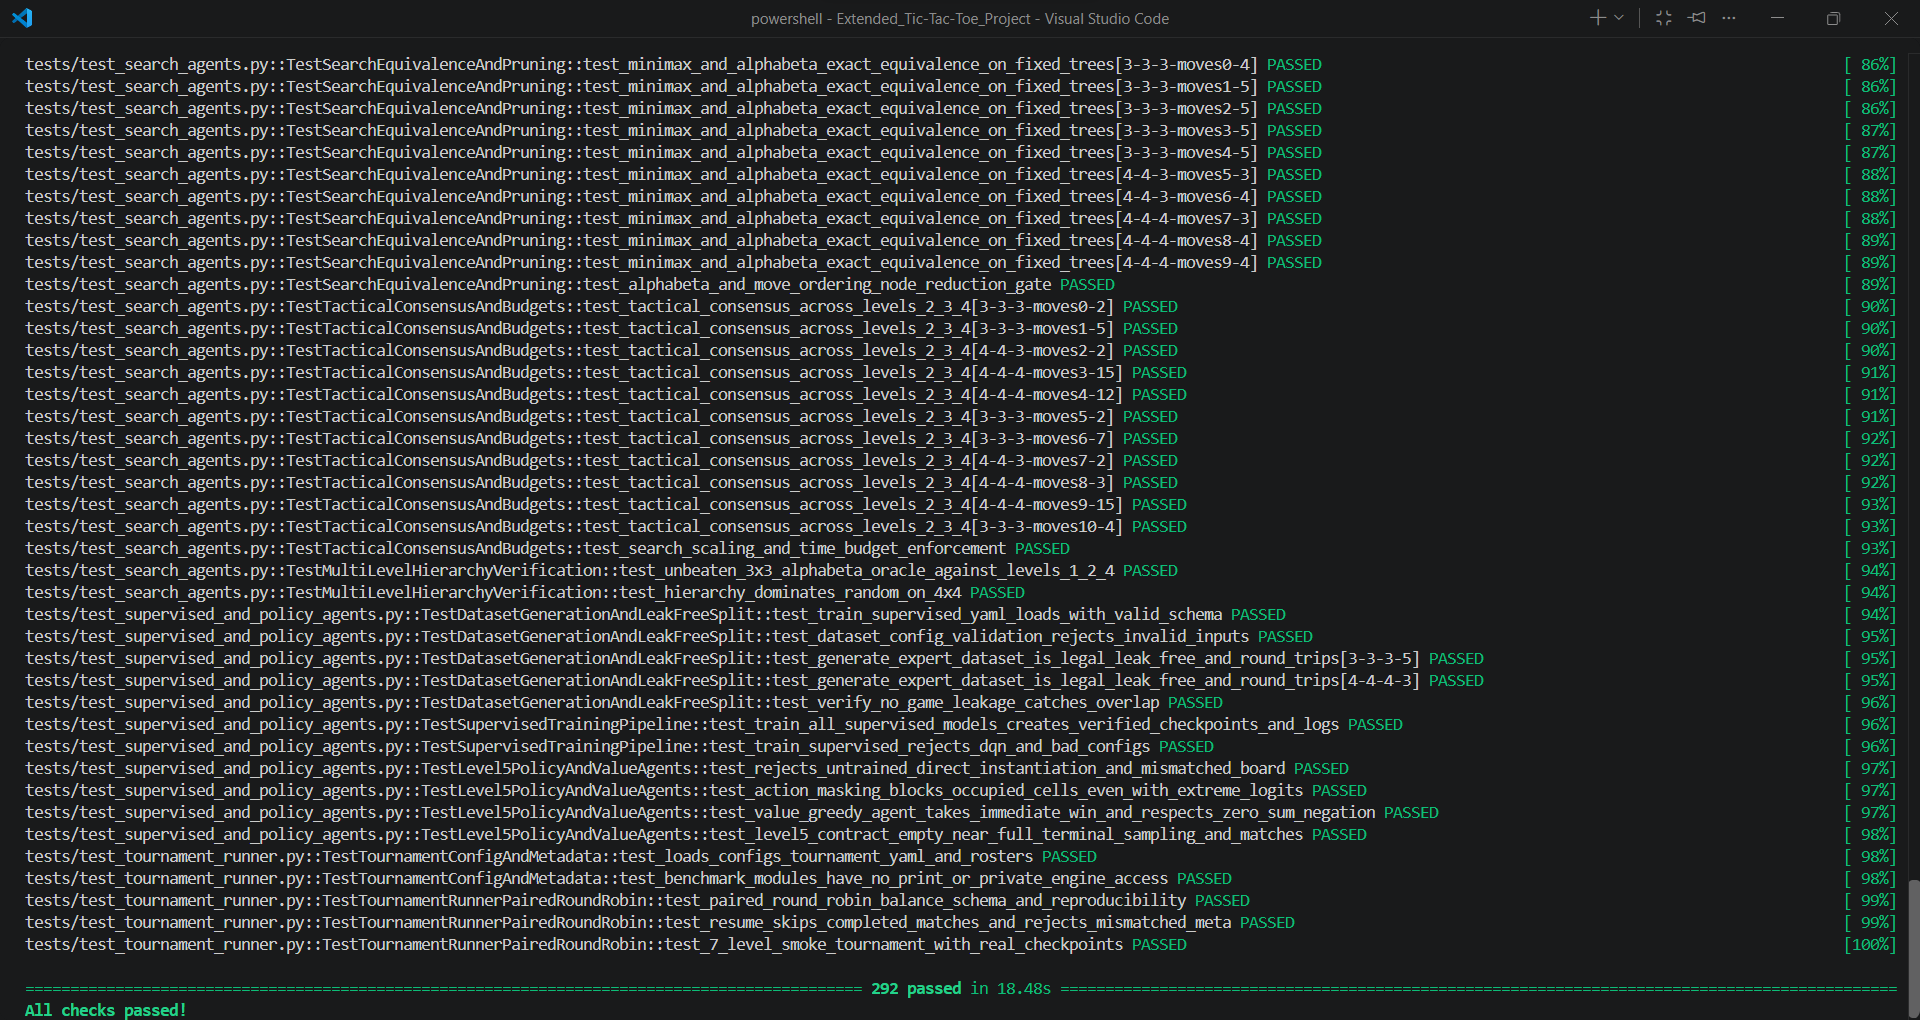 powershell - Extended_Tic-Tac-Toe_Project - Visual Studio Code
tests/test_search_agents.py::TestSearchEquivalenceAndPruning::test_minimax_and_alphabeta_exact_equivalence_on_fixed_trees[3-3-3-moves0-4] PASSED [ 86%]
tests/test_search_agents.py::TestSearchEquivalenceAndPruning::test_minimax_and_alphabeta_exact_equivalence_on_fixed_trees[3-3-3-moves1-5] PASSED [ 86%]
tests/test_search_agents.py::TestSearchEquivalenceAndPruning::test_minimax_and_alphabeta_exact_equivalence_on_fixed_trees[3-3-3-moves2-5] PASSED [ 86%]
tests/test_search_agents.py::TestSearchEquivalenceAndPruning::test_minimax_and_alphabeta_exact_equivalence_on_fixed_trees[3-3-3-moves3-5] PASSED [ 87%]
tests/test_search_agents.py::TestSearchEquivalenceAndPruning::test_minimax_and_alphabeta_exact_equivalence_on_fixed_trees[3-3-3-moves4-5] PASSED [ 87%]
tests/test_search_agents.py::TestSearchEquivalenceAndPruning::test_minimax_and_alphabeta_exact_equivalence_on_fixed_trees[4-4-3-moves5-3] PASSED [ 88%]
tests/test_search_agents.py::TestSearchEquivalenceAndPruning::test_minimax_and_alphabeta_exact_equivalence_on_fixed_trees[4-4-3-moves6-4] PASSED [ 88%]
tests/test_search_agents.py::TestSearchEquivalenceAndPruning::test_minimax_and_alphabeta_exact_equivalence_on_fixed_trees[4-4-4-moves7-3] PASSED [ 88%]
tests/test_search_agents.py::TestSearchEquivalenceAndPruning::test_minimax_and_alphabeta_exact_equivalence_on_fixed_trees[4-4-4-moves8-4] PASSED [ 89%]
tests/test_search_agents.py::TestSearchEquivalenceAndPruning::test_minimax_and_alphabeta_exact_equivalence_on_fixed_trees[4-4-4-moves9-4] PASSED [ 89%]
tests/test_search_agents.py::TestSearchEquivalenceAndPruning::test_alphabeta_and_move_ordering_node_reduction_gate PASSED [ 89%]
tests/test_search_agents.py::TestTacticalConsensusAndBudgets::test_tactical_consensus_across_levels_2_3_4[3-3-3-moves0-2] PASSED [ 90%]
tests/test_search_agents.py::TestTacticalConsensusAndBudgets::test_tactical_consensus_across_levels_2_3_4[3-3-3-moves1-5] PASSED [ 90%]
tests/test_search_agents.py::TestTacticalConsensusAndBudgets::test_tactical_consensus_across_levels_2_3_4[4-4-3-moves2-2] PASSED [ 90%]
tests/test_search_agents.py::TestTacticalConsensusAndBudgets::test_tactical_consensus_across_levels_2_3_4[4-4-4-moves3-15] PASSED [ 91%]
tests/test_search_agents.py::TestTacticalConsensusAndBudgets::test_tactical_consensus_across_levels_2_3_4[4-4-4-moves4-12] PASSED [ 91%]
tests/test_search_agents.py::TestTacticalConsensusAndBudgets::test_tactical_consensus_across_levels_2_3_4[3-3-3-moves5-2] PASSED [ 91%]
tests/test_search_agents.py::TestTacticalConsensusAndBudgets::test_tactical_consensus_across_levels_2_3_4[3-3-3-moves6-7] PASSED [ 92%]
tests/test_search_agents.py::TestTacticalConsensusAndBudgets::test_tactical_consensus_across_levels_2_3_4[4-4-3-moves7-2] PASSED [ 92%]
tests/test_search_agents.py::TestTacticalConsensusAndBudgets::test_tactical_consensus_across_levels_2_3_4[4-4-4-moves8-3] PASSED [ 92%]
tests/test_search_agents.py::TestTacticalConsensusAndBudgets::test_tactical_consensus_across_levels_2_3_4[4-4-4-moves9-15] PASSED [ 93%]
tests/test_search_agents.py::TestTacticalConsensusAndBudgets::test_tactical_consensus_across_levels_2_3_4[3-3-3-moves10-4] PASSED [ 93%]
tests/test_search_agents.py::TestTacticalConsensusAndBudgets::test_search_scaling_and_time_budget_enforcement PASSED [ 93%]
tests/test_search_agents.py::TestMultiLevelHierarchyVerification::test_unbeaten_3x3_alphabeta_oracle_against_levels_1_2_4 PASSED [ 94%]
tests/test_search_agents.py::TestMultiLevelHierarchyVerification::test_hierarchy_dominates_random_on_4x4 PASSED [ 94%]
tests/test_supervised_and_policy_agents.py::TestDatasetGenerationAndLeakFreeSplit::test_train_supervised_yaml_loads_with_valid_schema PASSED [ 94%]
tests/test_supervised_and_policy_agents.py::TestDatasetGenerationAndLeakFreeSplit::test_dataset_config_validation_rejects_invalid_inputs PASSED [ 95%]
tests/test_supervised_and_policy_agents.py::TestDatasetGenerationAndLeakFreeSplit::test_generate_expert_dataset_is_legal_leak_free_and_round_trips[3-3-3-5] PASSED [ 95%]
tests/test_supervised_and_policy_agents.py::TestDatasetGenerationAndLeakFreeSplit::test_generate_expert_dataset_is_legal_leak_free_and_round_trips[4-4-4-3] PASSED [ 95%]
tests/test_supervised_and_policy_agents.py::TestDatasetGenerationAndLeakFreeSplit::test_verify_no_game_leakage_catches_overlap PASSED [ 96%]
tests/test_supervised_and_policy_agents.py::TestSupervisedTrainingPipeline::test_train_all_supervised_models_creates_verified_checkpoints_and_logs PASSED [ 96%]
tests/test_supervised_and_policy_agents.py::TestSupervisedTrainingPipeline::test_train_supervised_rejects_dqn_and_bad_configs PASSED [ 96%]
tests/test_supervised_and_policy_agents.py::TestLevel5PolicyAndValueAgents::test_rejects_untrained_direct_instantiation_and_mismatched_board PASSED [ 97%]
tests/test_supervised_and_policy_agents.py::TestLevel5PolicyAndValueAgents::test_action_masking_blocks_occupied_cells_even_with_extreme_logits PASSED [ 97%]
tests/test_supervised_and_policy_agents.py::TestLevel5PolicyAndValueAgents::test_value_greedy_agent_takes_immediate_win_and_respects_zero_sum_negation PASSED [ 97%]
tests/test_supervised_and_policy_agents.py::TestLevel5PolicyAndValueAgents::test_level5_contract_empty_near_full_terminal_sampling_and_matches PASSED [ 98%]
tests/test_tournament_runner.py::TestTournamentConfigAndMetadata::test_loads_configs_tournament_yaml_and_rosters PASSED [ 98%]
tests/test_tournament_runner.py::TestTournamentConfigAndMetadata::test_benchmark_modules_have_no_print_or_private_engine_access PASSED [ 98%]
tests/test_tournament_runner.py::TestTournamentRunnerPairedRoundRobin::test_paired_round_robin_balance_schema_and_reproducibility PASSED [ 99%]
tests/test_tournament_runner.py::TestTournamentRunnerPairedRoundRobin::test_resume_skips_completed_matches_and_rejects_mismatched_meta PASSED [ 99%]
tests/test_tournament_runner.py::TestTournamentRunnerPairedRoundRobin::test_7_level_smoke_tournament_with_real_checkpoints PASSED [100%]
============================================================================================= 292 passed in 18.48s =============================================================================================
All checks passed!